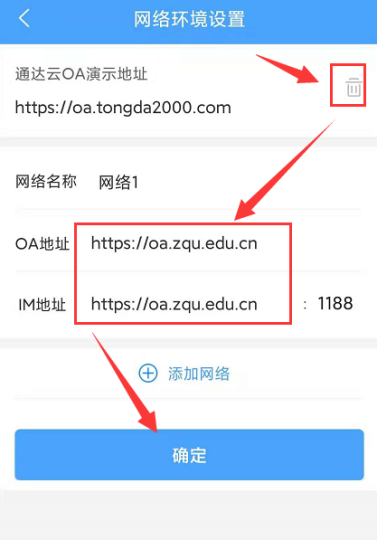 网络环境设置
通达云OA演示地址
https://oa.tongda2000.com
网络名称 网络1
OA地址 https://oa.zqu.edu.cn
IM地址 https://oa.zqu.edu.cn : 1188
添加网络
确定